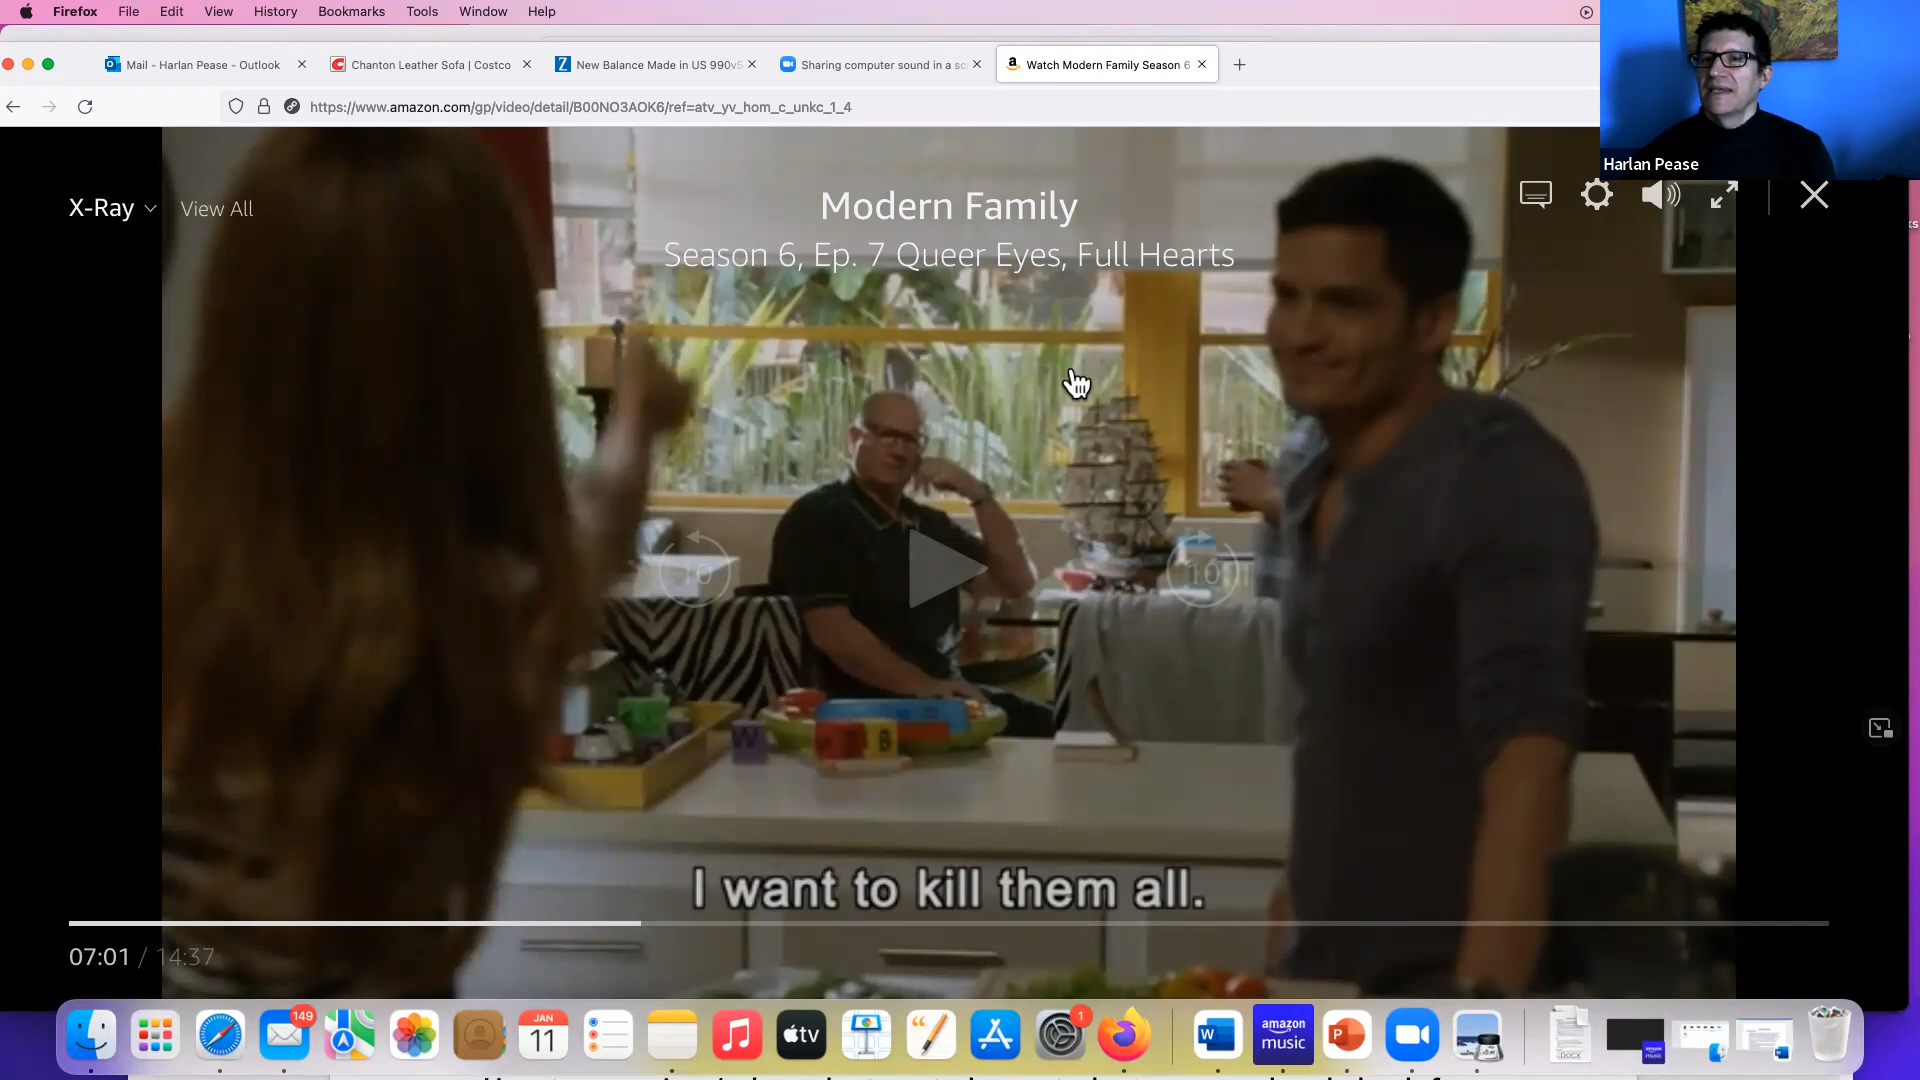 Firefox File Edit View History Bookmarks Tools Window Help
Mail - Harlan Pease - Outlook
Chanton Leather Sofa | Costco
New Balance Made in US 990v5
Sharing computer sound in a sc
Watch Modern Family Season 6
https://www.amazon.com/gp/video/detail/B00NO3AOK6/ref=atv_yv_hom_c_unkc_1_4
Harlan Pease
X-Ray View All
Modern Family
Season 6, Ep. 7 Queer Eyes, Full Hearts
10 10
W B
I want to kill them all.
07:01 / 14:37
149
JAN
11
tv
1
W
amazon
music
P
DOCX